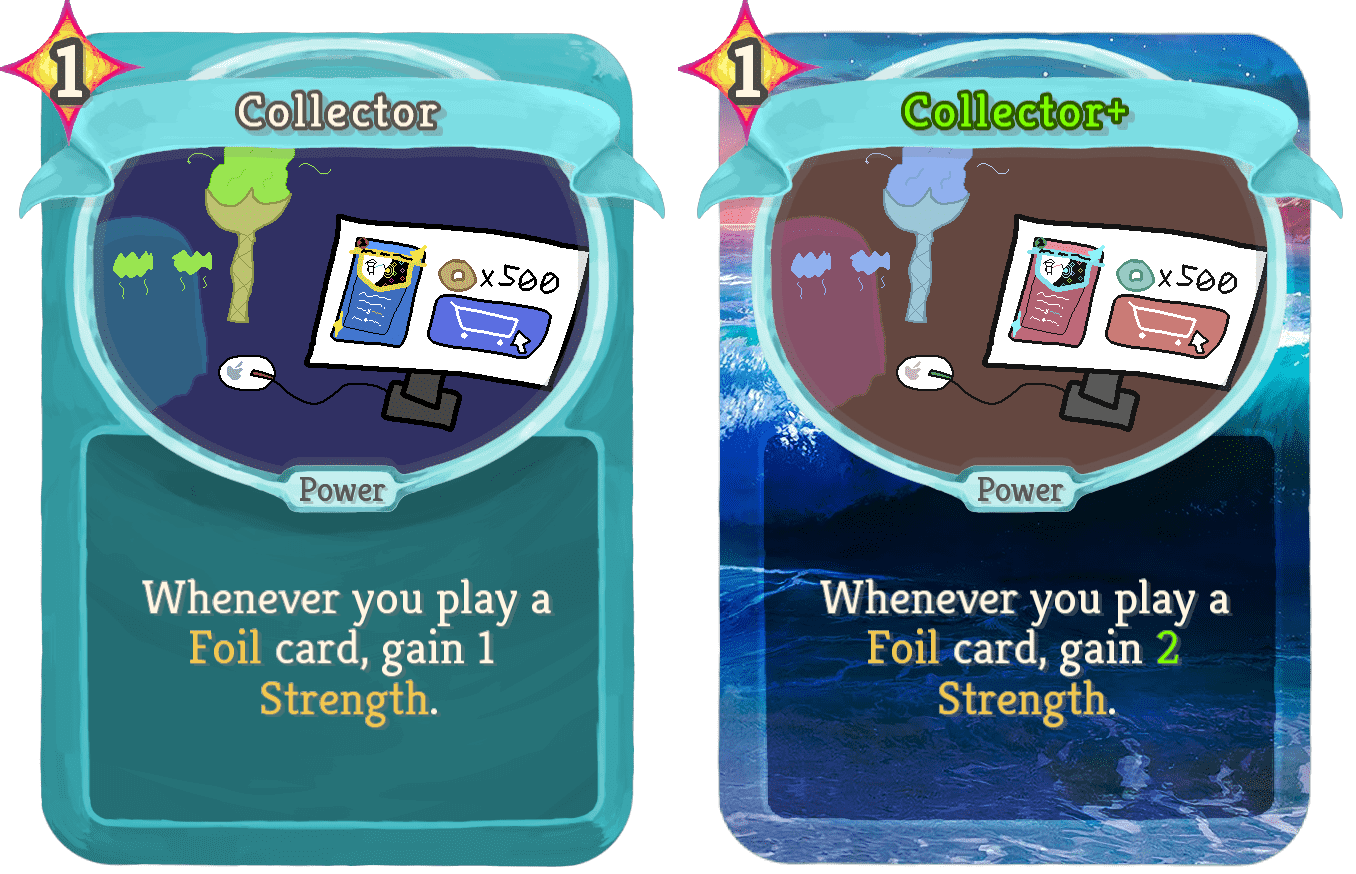 1
Collector
x500
Power
Whenever you play a
Foil card, gain 1
Strength.
1
Collector+
x500
Power
Whenever you play a
Foil card, gain 2
Strength.